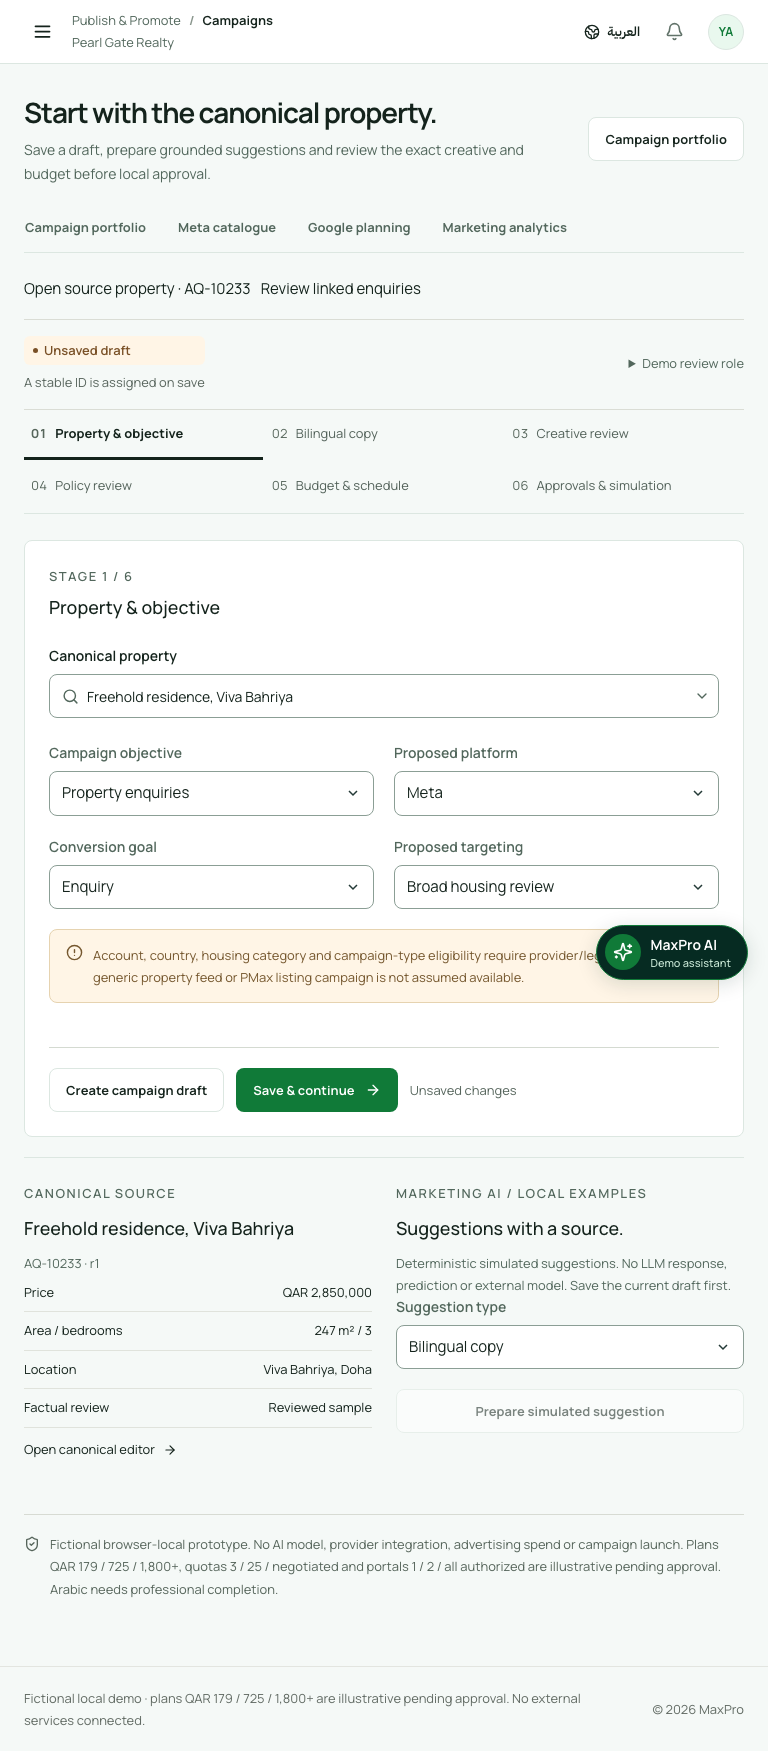 Publish & Promote / Campaigns
Pearl Gate Realty
العربية
YA
Start with the canonical property.
Save a draft, prepare grounded suggestions and review the exact creative and
budget before local approval.
Campaign portfolio
Campaign portfolio Meta catalogue Google planning Marketing analytics
Open source property · AQ-10233 Review linked enquiries
Unsaved draft
A stable ID is assigned on save
Demo review role
01 Property & objective
02 Bilingual copy
03 Creative review
04 Policy review
05 Budget & schedule
06 Approvals & simulation
STAGE 1 / 6
Property & objective
Canonical property
Freehold residence, Viva Bahriya
Campaign objective
Property enquiries
Proposed platform
Meta
Conversion goal
Enquiry
Proposed targeting
Broad housing review
Account, country, housing category and campaign-type eligibility require
generic property feed or PMax listing campaign is not assumed available.
MaxPro AI
Demo assistant
Create campaign draft
Save & continue
Unsaved changes
CANONICAL SOURCE
Freehold residence, Viva Bahriya
AQ-10233 · r1
Price QAR 2,850,000
Area / bedrooms 247 m² / 3
Location Viva Bahriya, Doha
Factual review Reviewed sample
Open canonical editor
MARKETING AI / LOCAL EXAMPLES
Suggestions with a source.
Deterministic simulated suggestions. No LLM response,
prediction or external model. Save the current draft first.
Suggestion type
Bilingual copy
Prepare simulated suggestion
Fictional browser-local prototype. No AI model, provider integration, advertising spend or campaign launch. Plans
QAR 179 / 725 / 1,800+, quotas 3 / 25 / negotiated and portals 1 / 2 / all authorized are illustrative pending approval.
Arabic needs professional completion.
Fictional local demo · plans QAR 179 / 725 / 1,800+ are illustrative pending approval. No external
services connected.
© 2026 MaxPro